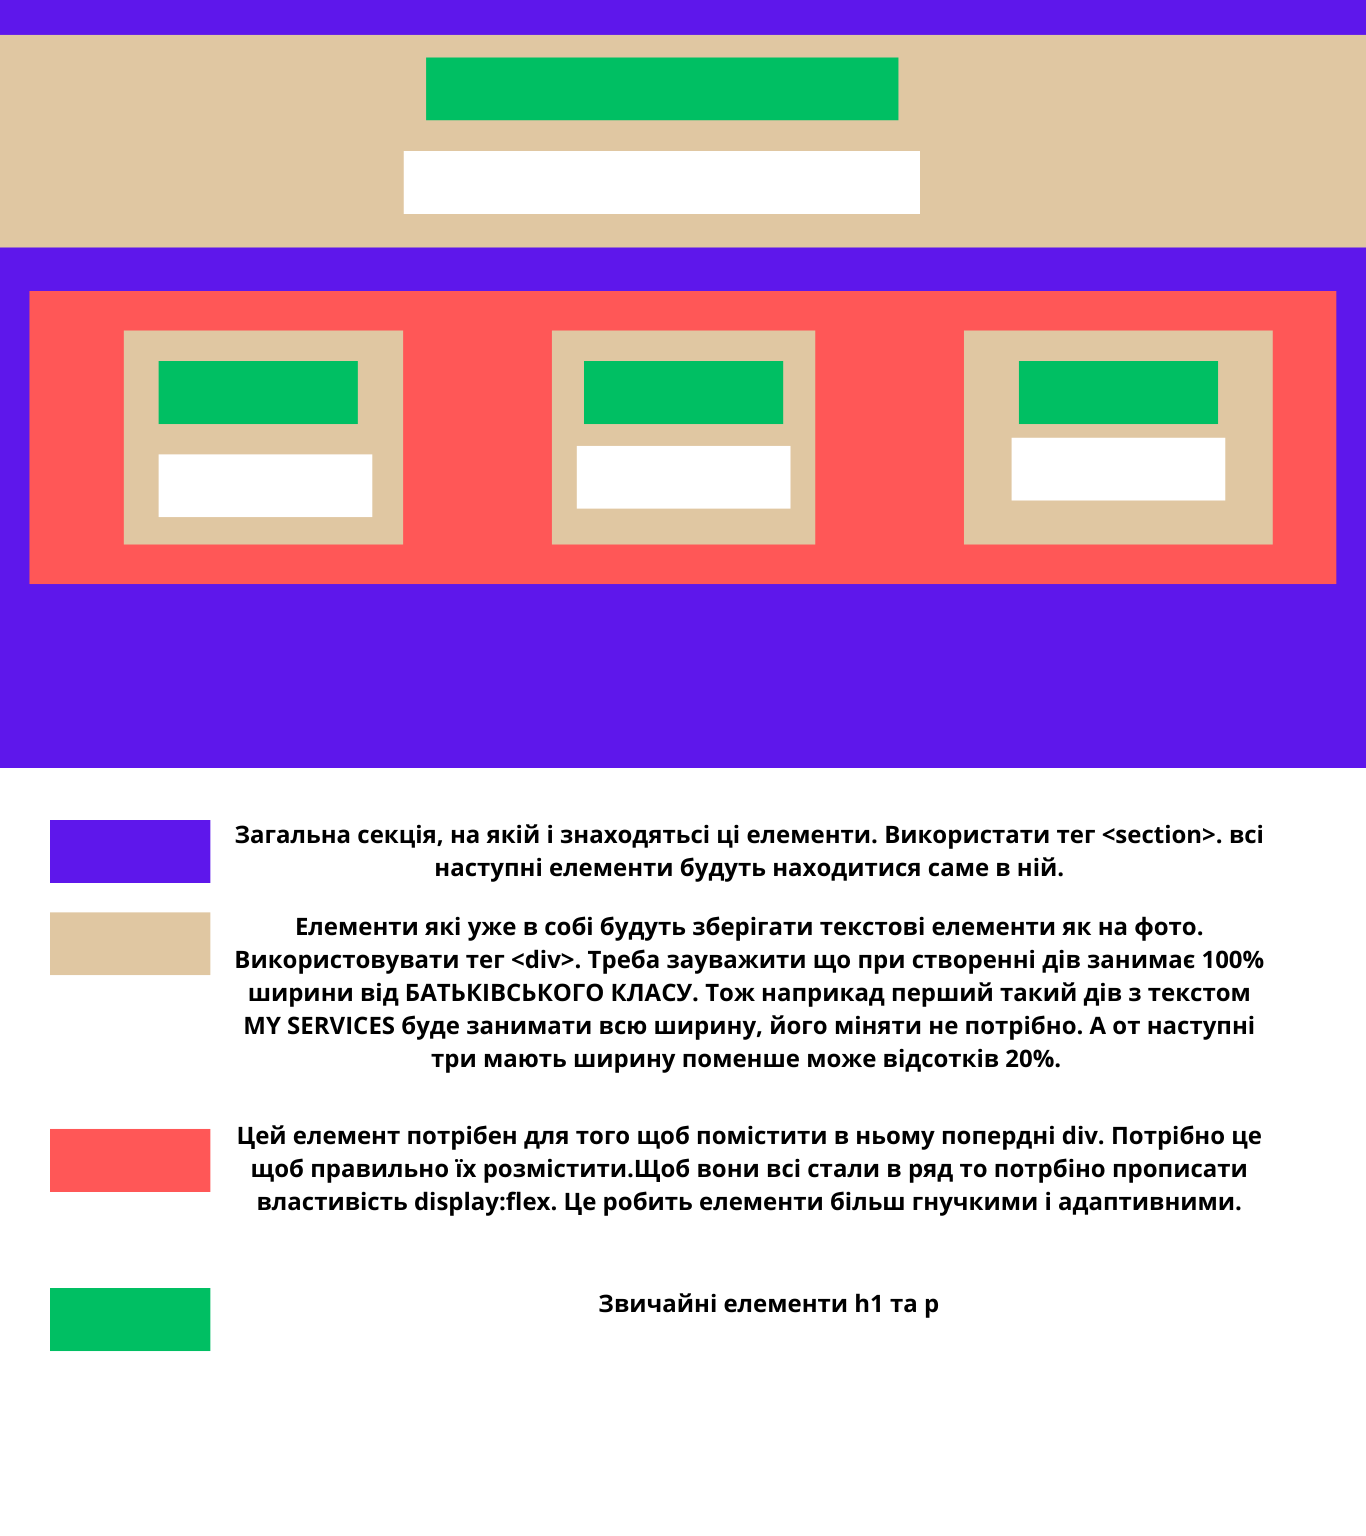 Загальна секція, на якій і знаходятьсі ці елементи. Використати тег <section>. всі
наступні елементи будуть находитися саме в ній.
Елементи які уже в собі будуть зберігати текстові елементи як на фото.
Використовувати тег <div>. Треба зауважити що при створенні дів занимає 100%
ширини від БАТЬКІВСЬКОГО КЛАСУ. Тож наприкад перший такий дів з текстом
MY SERVICES буде занимати всю ширину, його міняти не потрібно. А от наступні
три мають ширину поменше може відсотків 20%.
Цей елемент потрібен для того щоб помістити в ньому попердні div. Потрібно це
щоб правильно їх розмістити.Щоб вони всі стали в ряд то потрбіно прописати
властивість display:flex. Це робить елементи більш гнучкими і адаптивними.
Звичайні елементи h1 та p